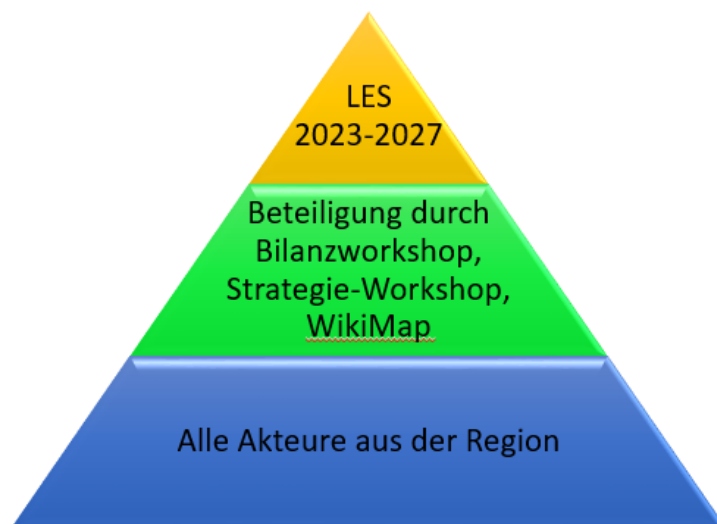 LES
2023-2027
Beteiligung durch
Bilanzworkshop,
Strategie-Workshop,
WikiMap
Alle Akteure aus der Region